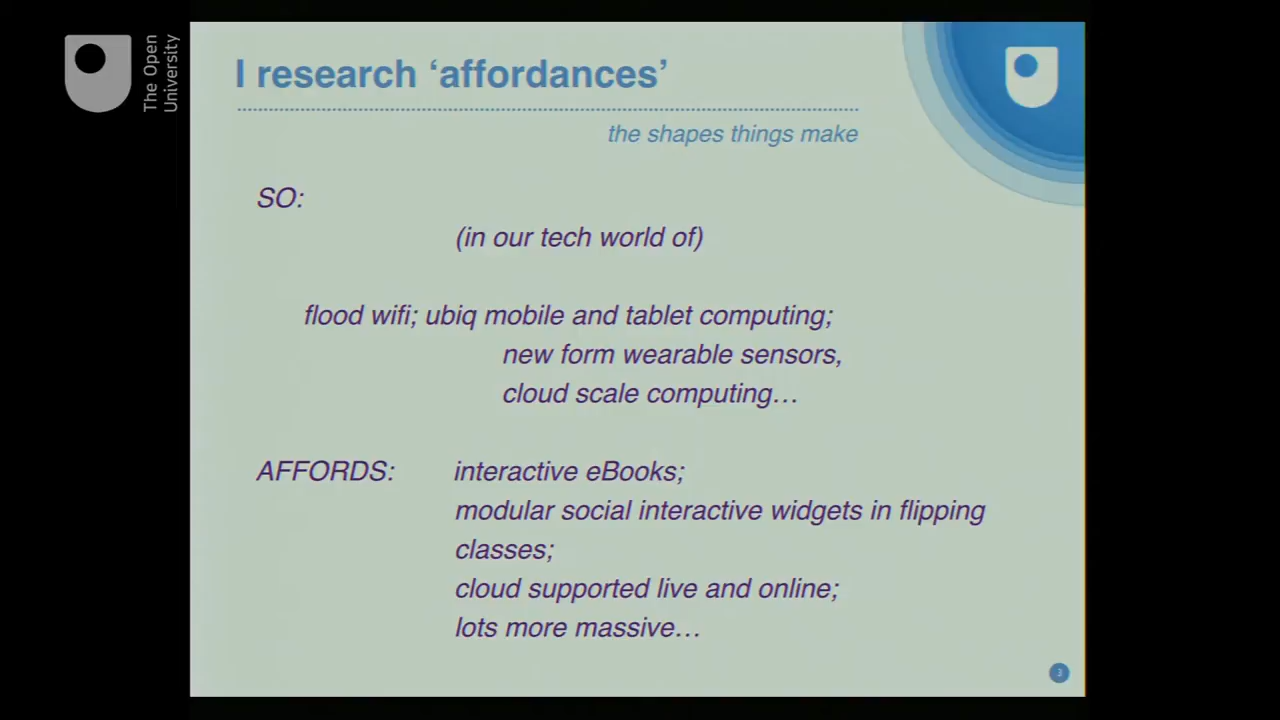 The Open
University
I research ‘affordances’
the shapes things make
SO:
(in our tech world of)
flood wifi; ubiq mobile and tablet computing;
new form wearable sensors,
cloud scale computing…
AFFORDS: interactive eBooks;
modular social interactive widgets in flipping
classes;
cloud supported live and online;
lots more massive…
3